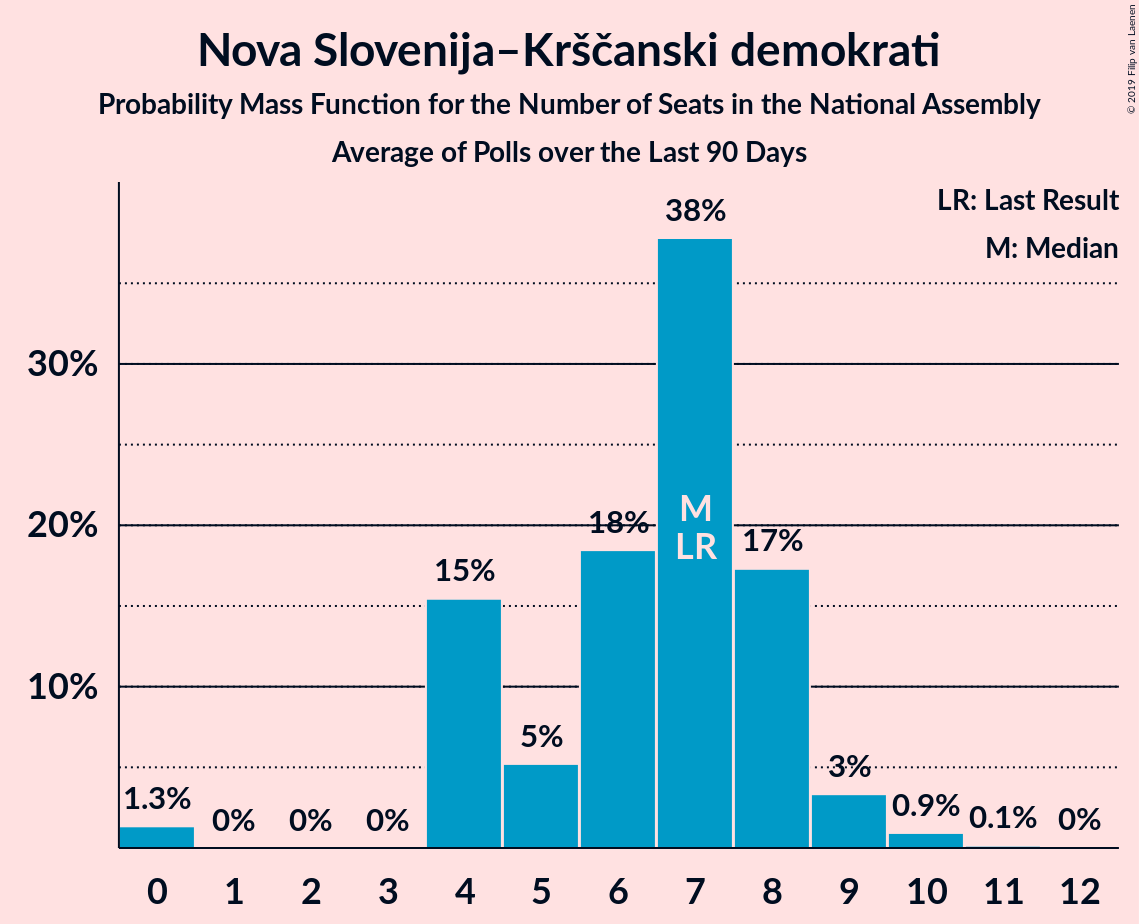 Nova Slovenija–Krščanski demokrati
Probability Mass Function for the Number of Seats in the National Assembly
Average of Polls over the Last 90 Days
© 2019 Filip van Laenen
LR: Last Result
M: Median
38%
30%
20%
10%
M
LR
18%
17%
15%
5%
3%
1.3%
0%
0%
0%
0.9%
0.1%
0%
0 1 2 3 4 5 6 7 8 9 10 11 12